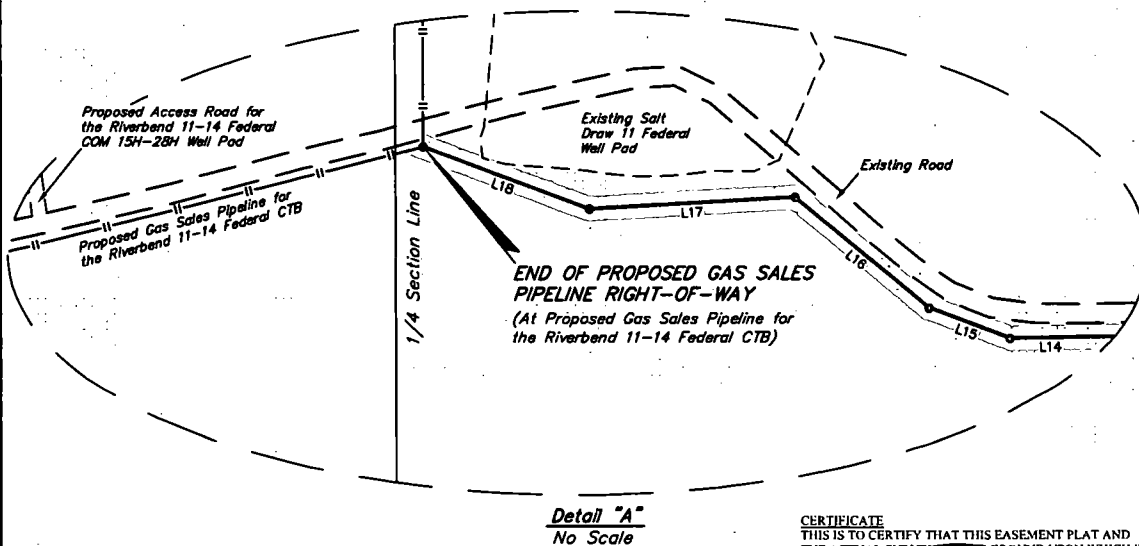 Proposed Access Road for
the Riverbend 11-14 Federal
COM 15H-28H Well Pad
Existing Salt
Draw 11 Federal
Well Pad
Existing Road
Proposed Gas Sales Pipeline for
the Riverbend 11-14 Federal CTB
1/4 Section Line
L18
L17
L16
L15
L14
END OF PROPOSED GAS SALES
PIPELINE RIGHT-OF-WAY
(At Proposed Gas Sales Pipeline for
the Riverbend 11-14 Federal CTB)
Detail "A"
No Scale
CERTIFICATE
THIS IS TO CERTIFY THAT THIS EASEMENT PLAT AND